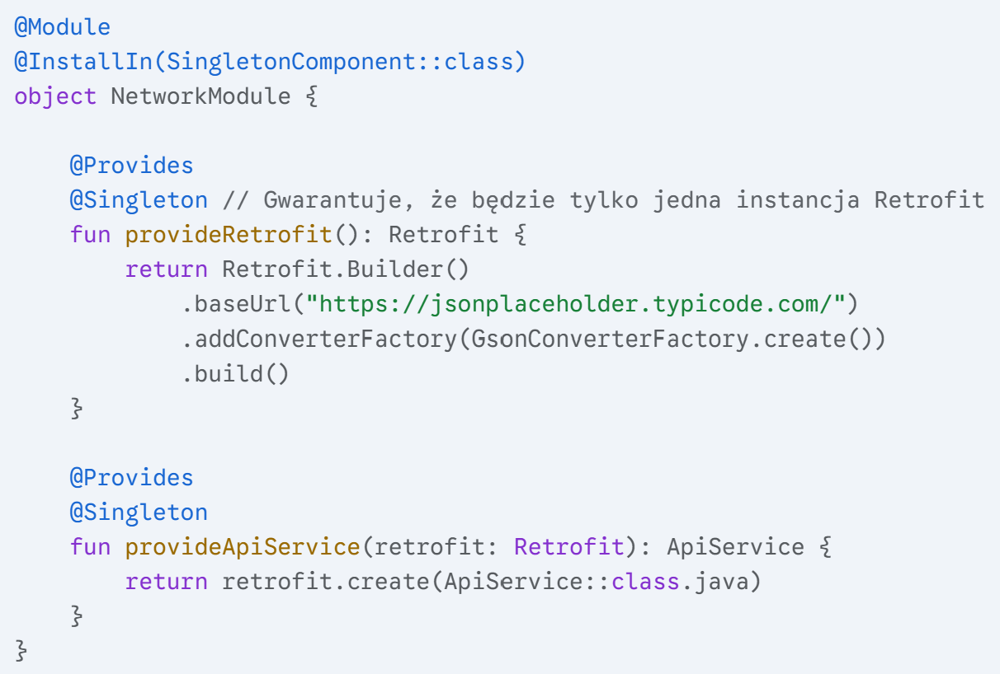 @Module
@InstallIn(SingletonComponent::class)
object NetworkModule {
    @Provides
    @Singleton // Gwarantuje, że będzie tylko jedna instancja Retrofit
    fun provideRetrofit(): Retrofit {
        return Retrofit.Builder()
            .baseUrl("https://jsonplaceholder.typicode.com/")
            .addConverterFactory(GsonConverterFactory.create())
            .build()
    }
    @Provides
    @Singleton
    fun provideApiService(retrofit: Retrofit): ApiService {
        return retrofit.create(ApiService::class.java)
    }
}